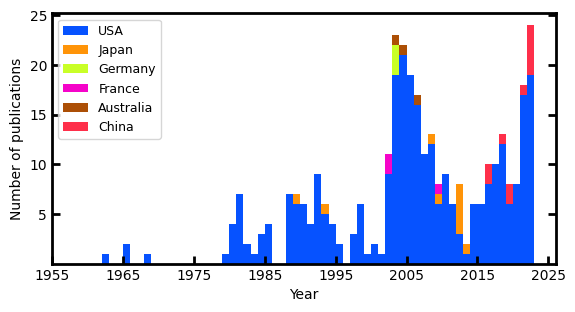 25
20
15
10
5
Number of publications
USA
Japan
Germany
France
Australia
China
1955 1965 1975 1985 1995 2005 2015 2025
Year